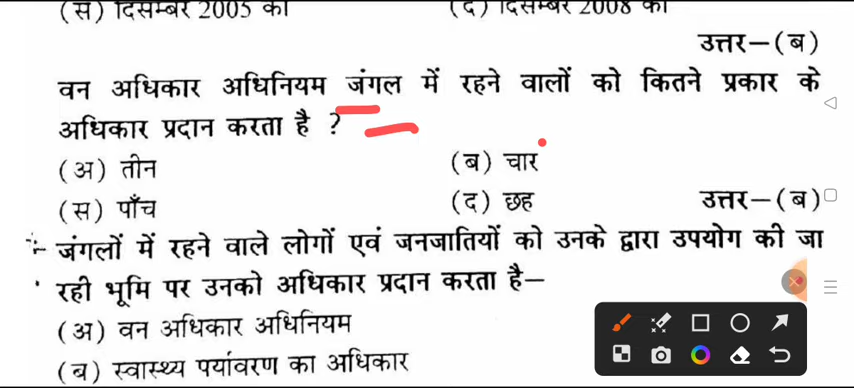 (स) दिसम्बर 2005 को (द) दिसम्बर 2008 को
उत्तर—(ब)
वन अधिकार अधिनियम जंगल में रहने वालों को कितने प्रकार के
अधिकार प्रदान करता है ?
(अ) तीन (ब) चार
(स) पाँच (द) छह उत्तर—(ब)
जंगलों में रहने वाले लोगों एवं जनजातियों को उनके द्वारा उपयोग की जा
रही भूमि पर उनको अधिकार प्रदान करता है—
(अ) वन अधिकार अधिनियम
(ब) स्वास्थ्य पर्यावरण का अधिकार